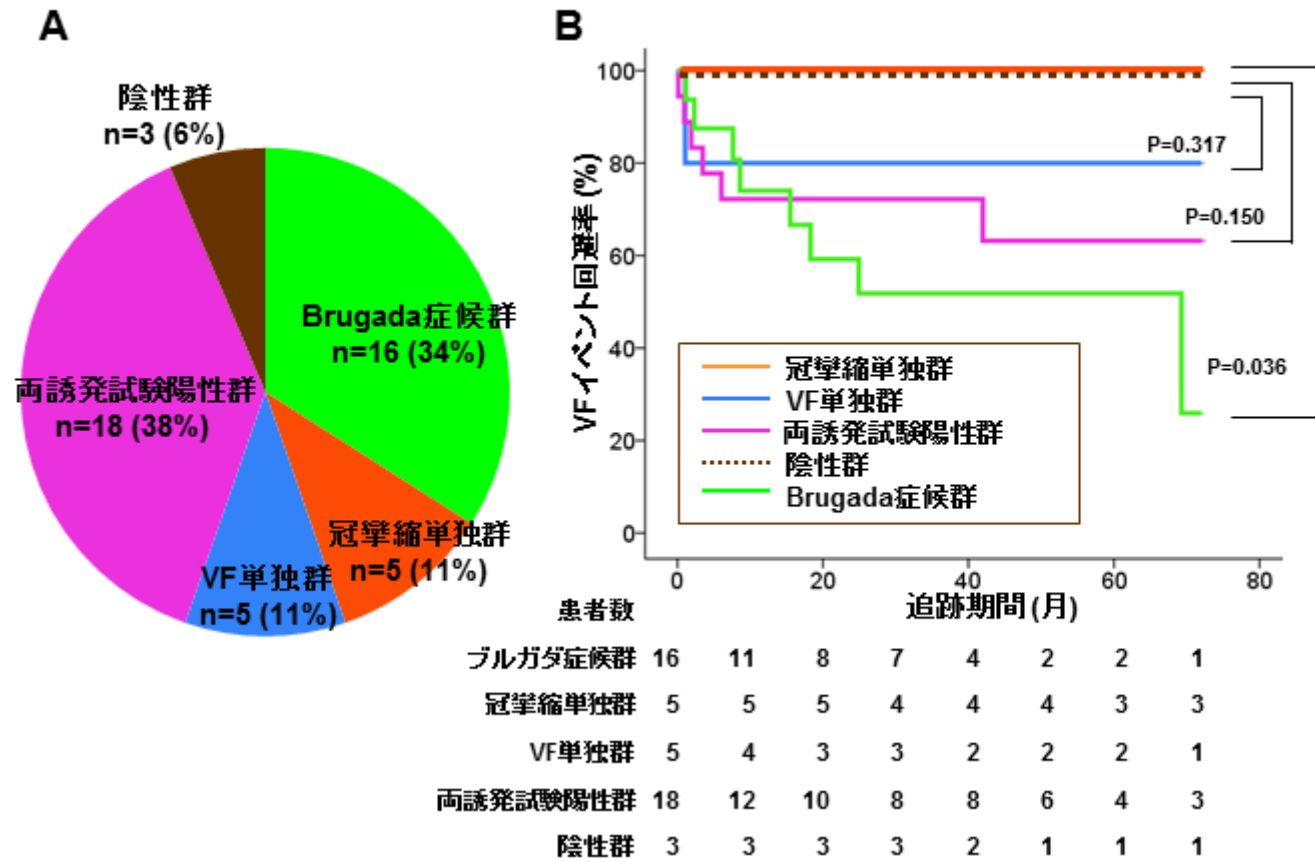 A
陰性群
n=3 (6%)
Brugada症候群
n=16 (34%)
両誘発試験陽性群
n=18 (38%)
冠攣縮単独群
n=5 (11%)
VF単独群
n=5 (11%)
B
VFイベント回避率 (%)
100
80
60
40
20
0
P=0.317
P=0.150
P=0.036
冠攣縮単独群
VF単独群
両誘発試験陽性群
陰性群
Brugada症候群
0 20 40 60 80
追跡期間 (月)
患者数
ブルガダ症候群 16 11 8 7 4 2 2 1
冠攣縮単独群 5 5 5 4 4 4 3 3
VF単独群 5 4 3 3 2 2 2 1
両誘発試験陽性群 18 12 10 8 8 6 4 3
陰性群 3 3 3 3 2 1 1 1